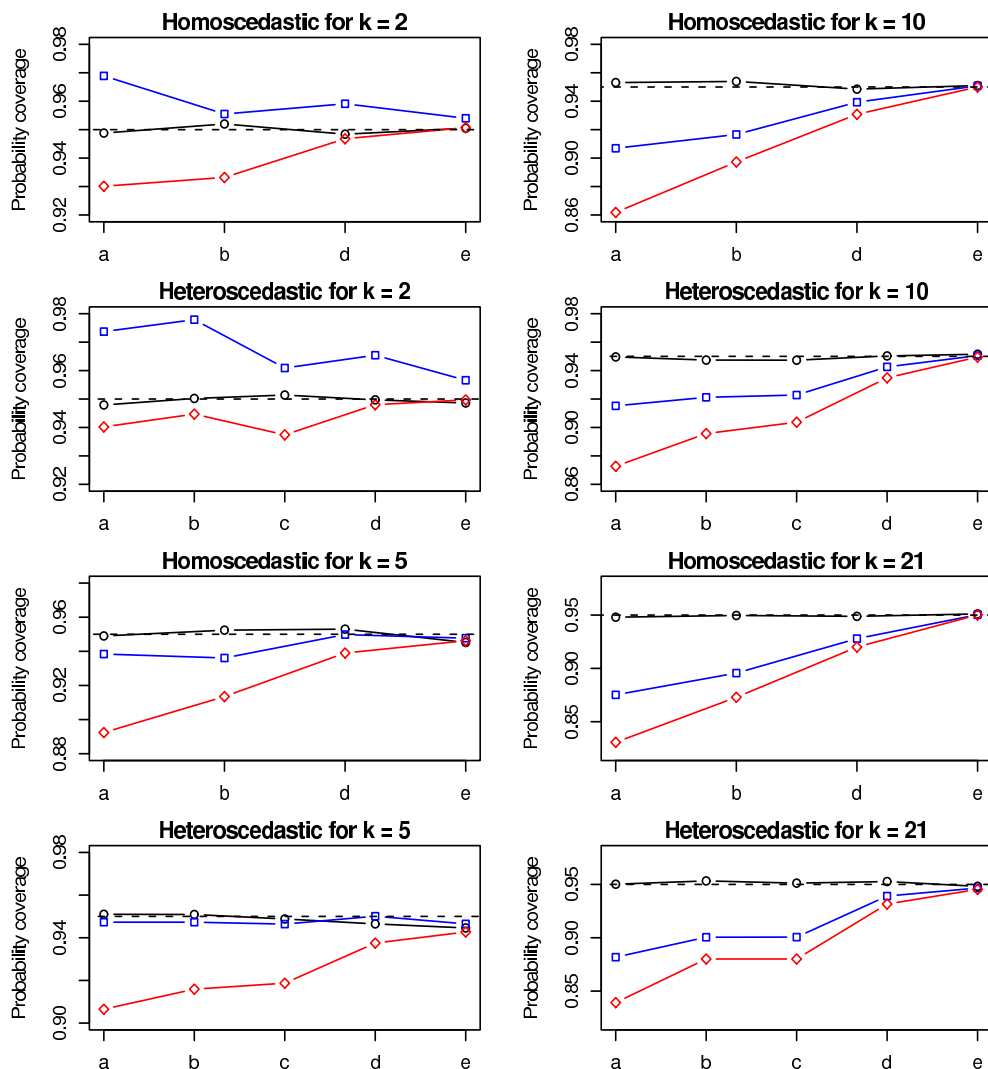 Homoscedastic for k = 2
Probability coverage
0.98
0.96
0.94
0.92
a b d e
Homoscedastic for k = 10
Probability coverage
0.98
0.94
0.90
0.86
a b d e
Heteroscedastic for k = 2
Probability coverage
0.98
0.96
0.94
0.92
a b c d e
Heteroscedastic for k = 10
Probability coverage
0.98
0.94
0.90
0.86
a b c d e
Homoscedastic for k = 5
Probability coverage
0.96
0.92
0.88
a b d e
Homoscedastic for k = 21
Probability coverage
0.95
0.90
0.85
a b d e
Heteroscedastic for k = 5
Probability coverage
0.98
0.94
0.90
a b c d e
Heteroscedastic for k = 21
Probability coverage
0.95
0.90
0.85
a b c d e